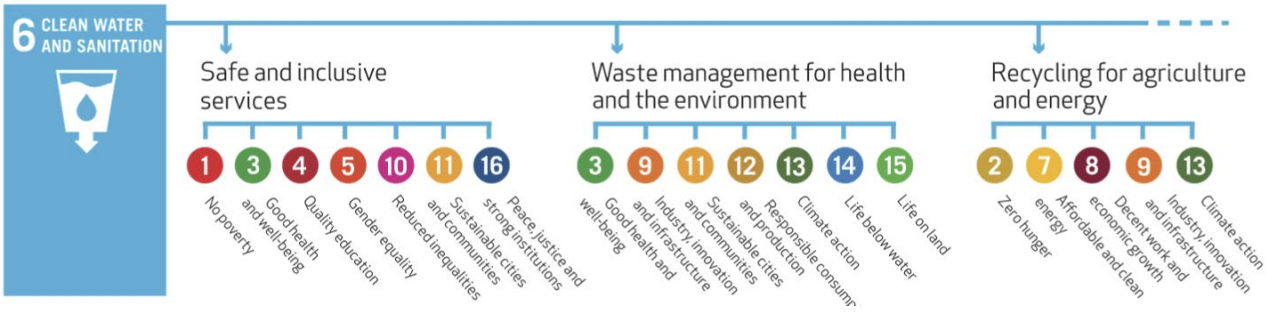 6 CLEAN WATER
AND SANITATION
Safe and inclusive
services
1
No poverty
3
Good health
and well-being
4
Quality education
5
Gender equality
10
Reduced inequalities
11
Sustainable cities
and communities
16
Peace, justice and
strong institutions
Waste management for health
and the environment
3
Good health and
well-being
9
Industry, innovation
and infrastructure
11
Sustainable cities
and communities
12
Responsible consump
and production
13
Climate action
14
Life below water
15
Life on land
Recycling for agriculture
and energy
2
Zero hunger
7
Affordable and clean
energy
8
Decent work and
economic growth
9
Industry, innovation
and infrastructure
13
Climate action